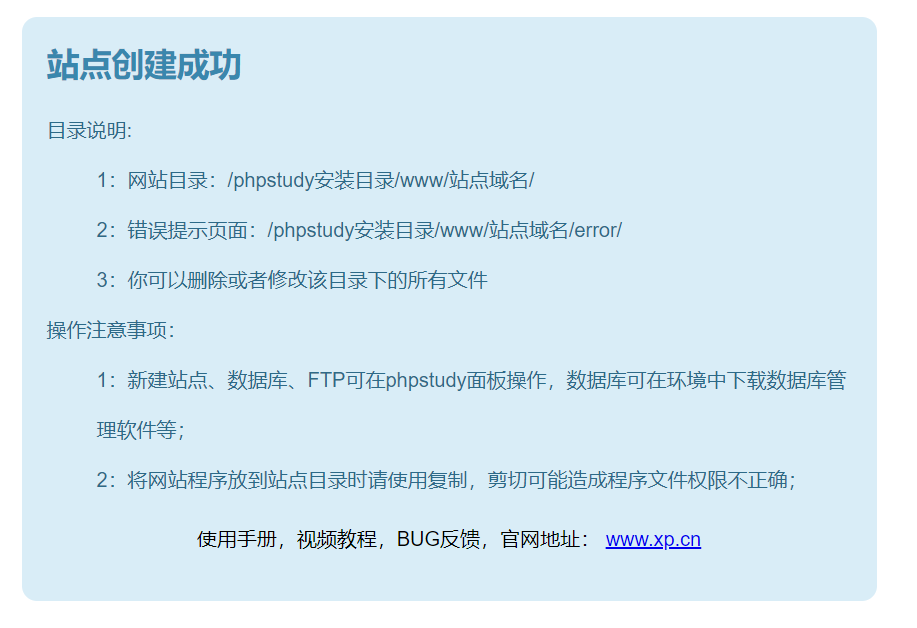 站点创建成功
目录说明:
1：网站目录：/phpstudy安装目录/www/站点域名/
2：错误提示页面：/phpstudy安装目录/www/站点域名/error/
3：你可以删除或者修改该目录下的所有文件
操作注意事项：
1：新建站点、数据库、FTP可在phpstudy面板操作，数据库可在环境中下载数据库管
理软件等；
2：将网站程序放到站点目录时请使用复制，剪切可能造成程序文件权限不正确；
使用手册，视频教程，BUG反馈，官网地址： www.xp.cn